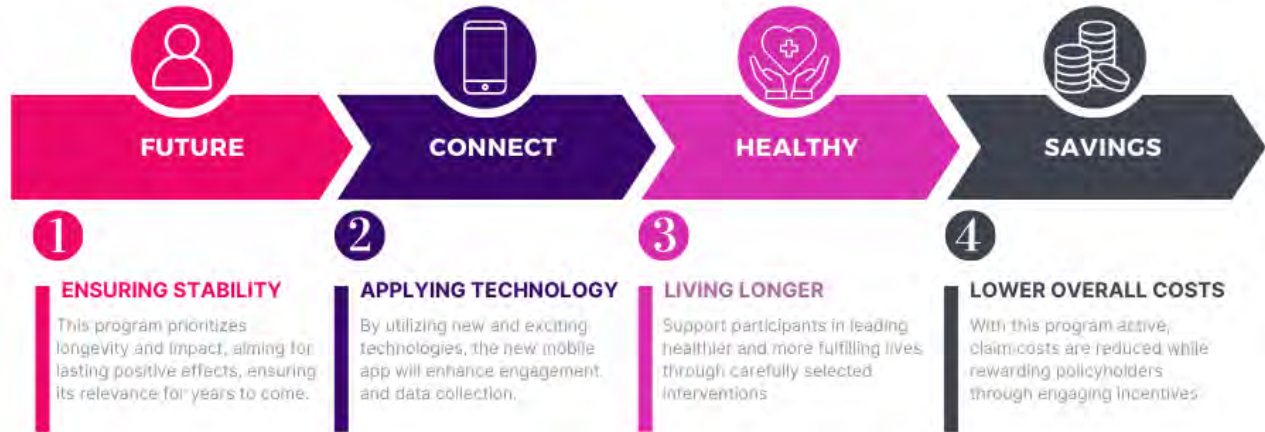 FUTURE
CONNECT
HEALTHY
SAVINGS
1
ENSURING STABILITY
This program prioritizes
longevity and impact, aiming for
lasting positive effects, ensuring
its relevance for years to come.
2
APPLYING TECHNOLOGY
By utilizing new and exciting
technologies, the new mobile
app will enhance engagement
and data collection.
3
LIVING LONGER
Support participants in leading
healthier and more fulfilling lives
through carefully selected
interventions
4
LOWER OVERALL COSTS
With this program active,
claim costs are reduced while
rewarding policyholders
through engaging incentives